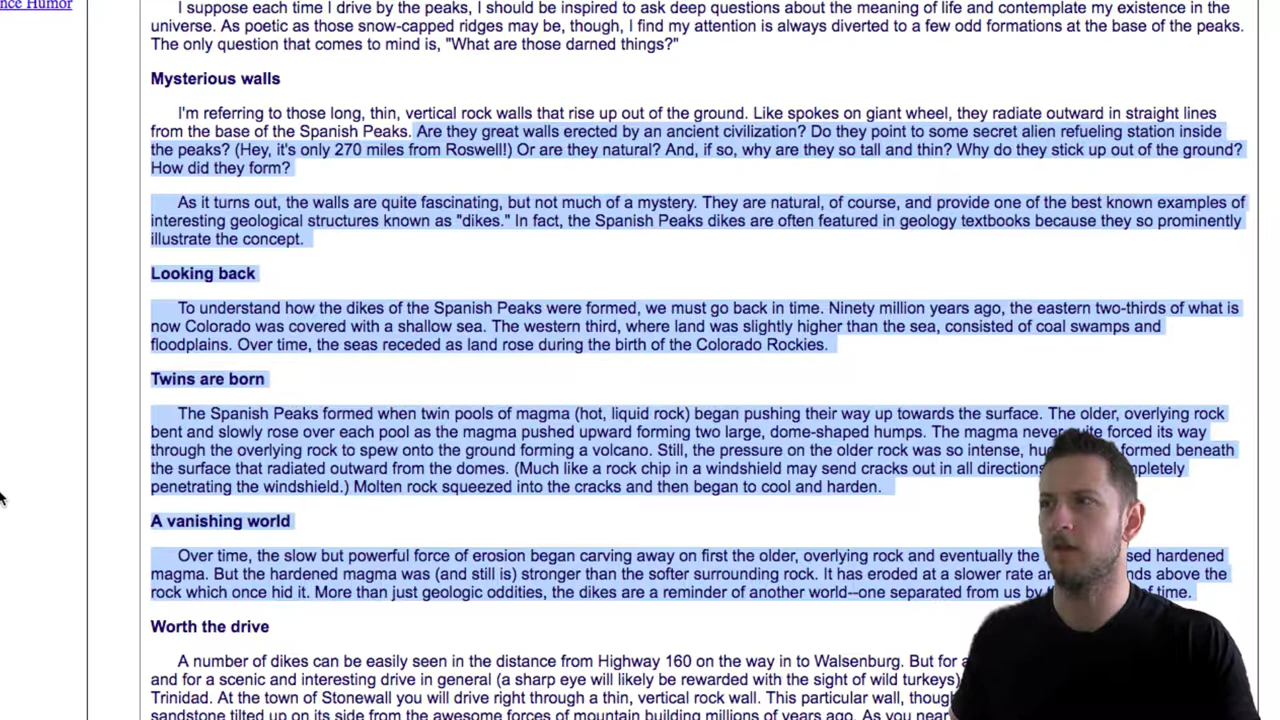 nce Humor
I suppose each time I drive by the peaks, I should be inspired to ask deep questions about the meaning of life and contemplate my existence in the
universe. As poetic as those snow-capped ridges may be, though, I find my attention is always diverted to a few odd formations at the base of the peaks.
The only question that comes to mind is, "What are those darned things?"
Mysterious walls
I'm referring to those long, thin, vertical rock walls that rise up out of the ground. Like spokes on giant wheel, they radiate outward in straight lines
from the base of the Spanish Peaks. Are they great walls erected by an ancient civilization? Do they point to some secret alien refueling station inside
the peaks? (Hey, it's only 270 miles from Roswell!) Or are they natural? And, if so, why are they so tall and thin? Why do they stick up out of the ground?
How did they form?
As it turns out, the walls are quite fascinating, but not much of a mystery. They are natural, of course, and provide one of the best known examples of
interesting geological structures known as "dikes." In fact, the Spanish Peaks dikes are often featured in geology textbooks because they so prominently
illustrate the concept.
Looking back
To understand how the dikes of the Spanish Peaks were formed, we must go back in time. Ninety million years ago, the eastern two-thirds of what is
now Colorado was covered with a shallow sea. The western third, where land was slightly higher than the sea, consisted of coal swamps and
floodplains. Over time, the seas receded as land rose during the birth of the Colorado Rockies.
Twins are born
The Spanish Peaks formed when twin pools of magma (hot, liquid rock) began pushing their way up towards the surface. The older, overlying rock
bent and slowly rose over each pool as the magma pushed upward forming two large, dome-shaped humps. The magma never quite forced its way
through the overlying rock to spew onto the ground forming a volcano. Still, the pressure on the older rock was so intense, formed beneath
the surface that radiated outward from the domes. (Much like a rock chip in a windshield may send cracks out in all directions
penetrating the windshield.) Molten rock squeezed into the cracks and then began to cool and harden.
A vanishing world
Over time, the slow but powerful force of erosion began carving away on first the older, overlying rock and eventually the hardened
magma. But the hardened magma was (and still is) stronger than the softer surrounding rock. It has eroded at a slower rate above the
rock which once hid it. More than just geologic oddities, the dikes are a reminder of another world--one separated from us by of time.
Worth the drive
A number of dikes can be easily seen in the distance from Highway 160 on the way in to Walsenburg. But for
and for a scenic and interesting drive in general (a sharp eye will likely be rewarded with the sight of wild turkeys)
Trinidad. At the town of Stonewall you will drive right through a thin, vertical rock wall. This particular wall,
sandstone tilted up on its side from the awesome forces of mountain building millions of years ago. As you near